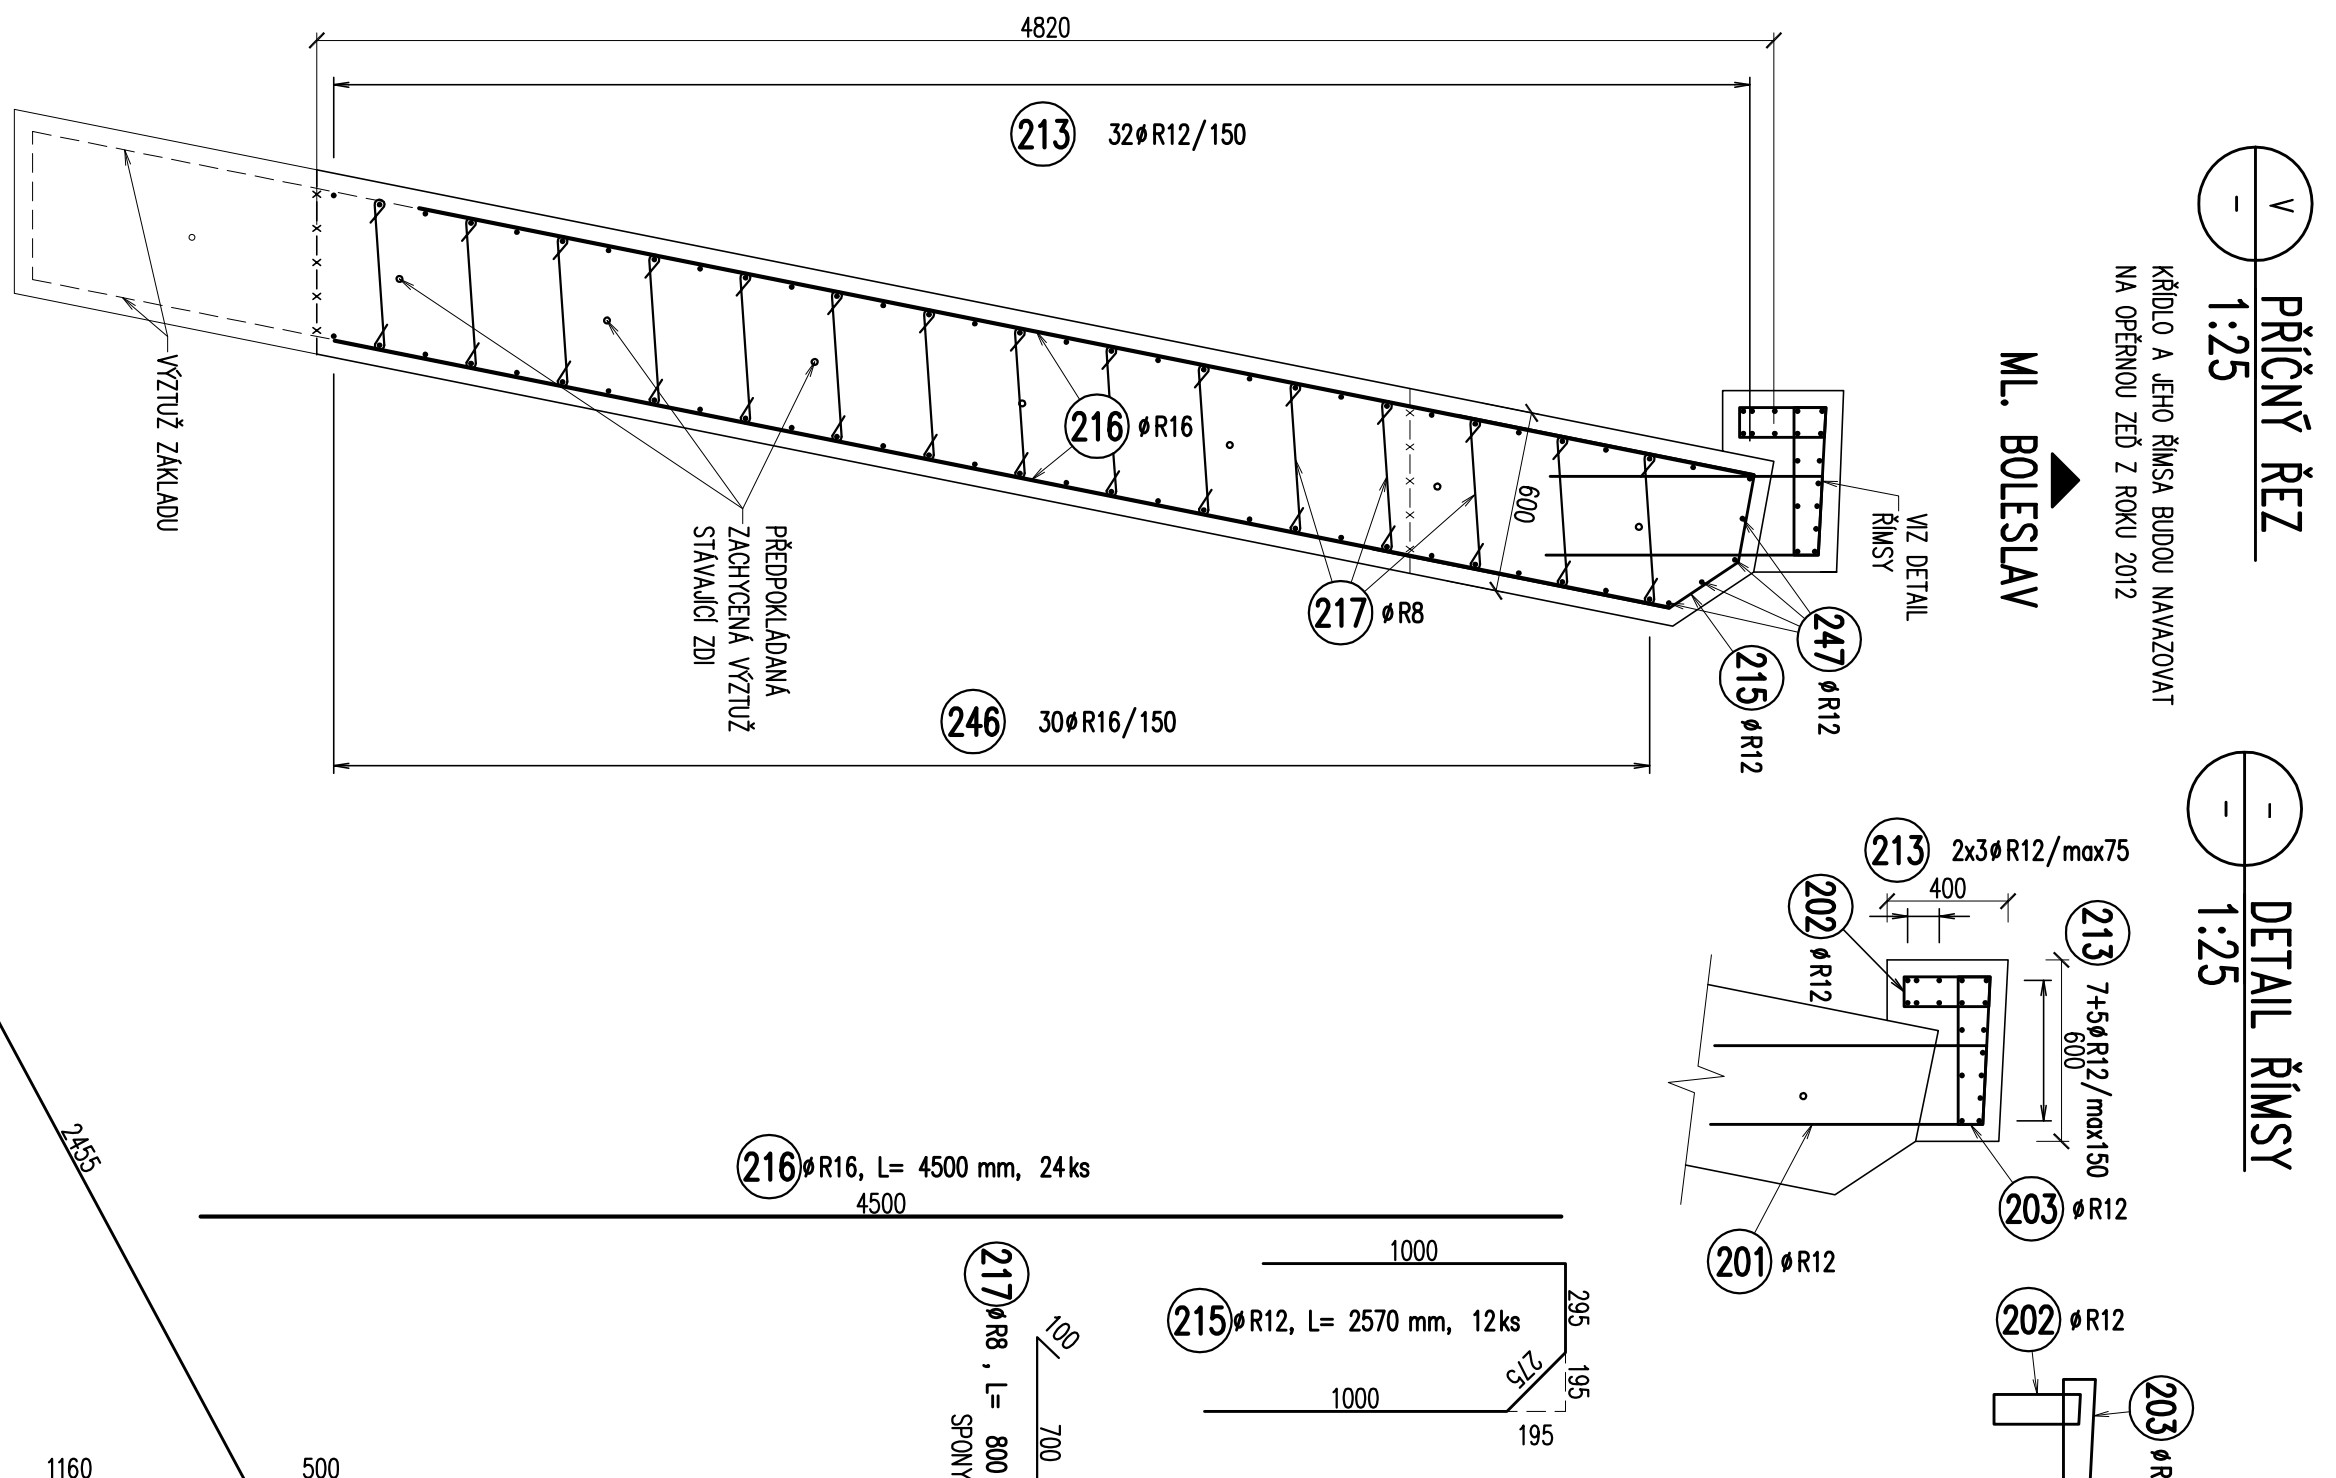 4820
213 32øR12/150
V
-
PŘÍČNÝ ŘEZ
1:25
KŘÍDLO A JEHO ŘÍMSA BUDOU NAVAZOVAT
NA OPĚRNOU ZEĎ Z ROKU 2012
ML. BOLESLAV
VIZ DETAIL
ŘÍMSY
216 øR16
600
217 øR8
247 øR12
215 øR12
VÝZTUŽ ZÁKLADU
PŘEDPOKLÁDANÁ
ZACHYCENÁ VÝZTUŽ
STÁVAJÍCÍ ZDI
246 30øR16/150
-
-
DETAIL ŘÍMSY
1:25
213 2x3øR12/max75
400
213 7+5øR12/max150
600
202 øR12
203 øR12
201 øR12
202 øR12
203 øR
216 øR16, L= 4500 mm, 24ks
4500
217 øR8 , L= 800
SPONY
100
700
1000
295
215 øR12, L= 2570 mm, 12ks
275
195
1000
195
2455
1160
500